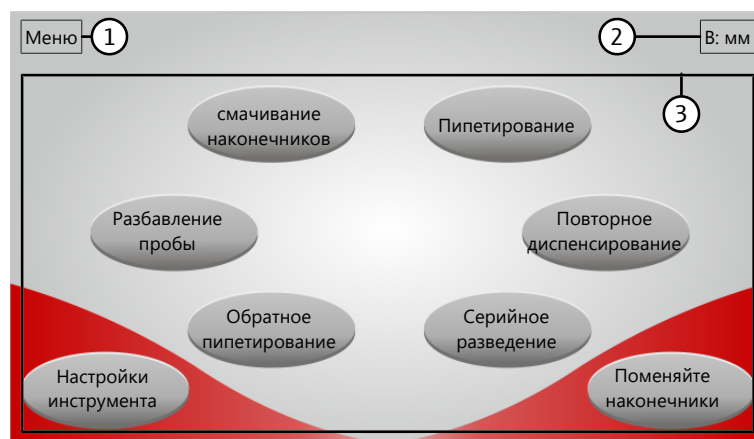 Меню
1
2
В: мм
3
смачивание
наконечников
Пипетирование
Разбавление
пробы
Повторное
диспенсирование
Обратное
пипетирование
Серийное
разведение
Настройки
инструмента
Поменяйте
наконечники